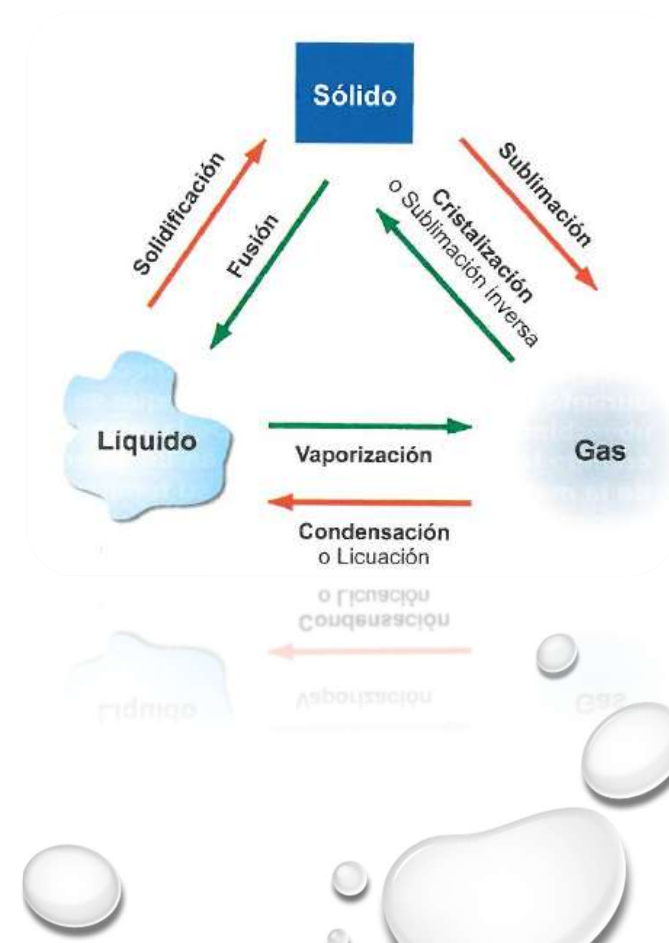 Sólido
Solidificación
Fusión
Sublimación
Cristalización
o Sublimación inversa
Líquido
Vaporización
Gas
Condensación
o Licuación